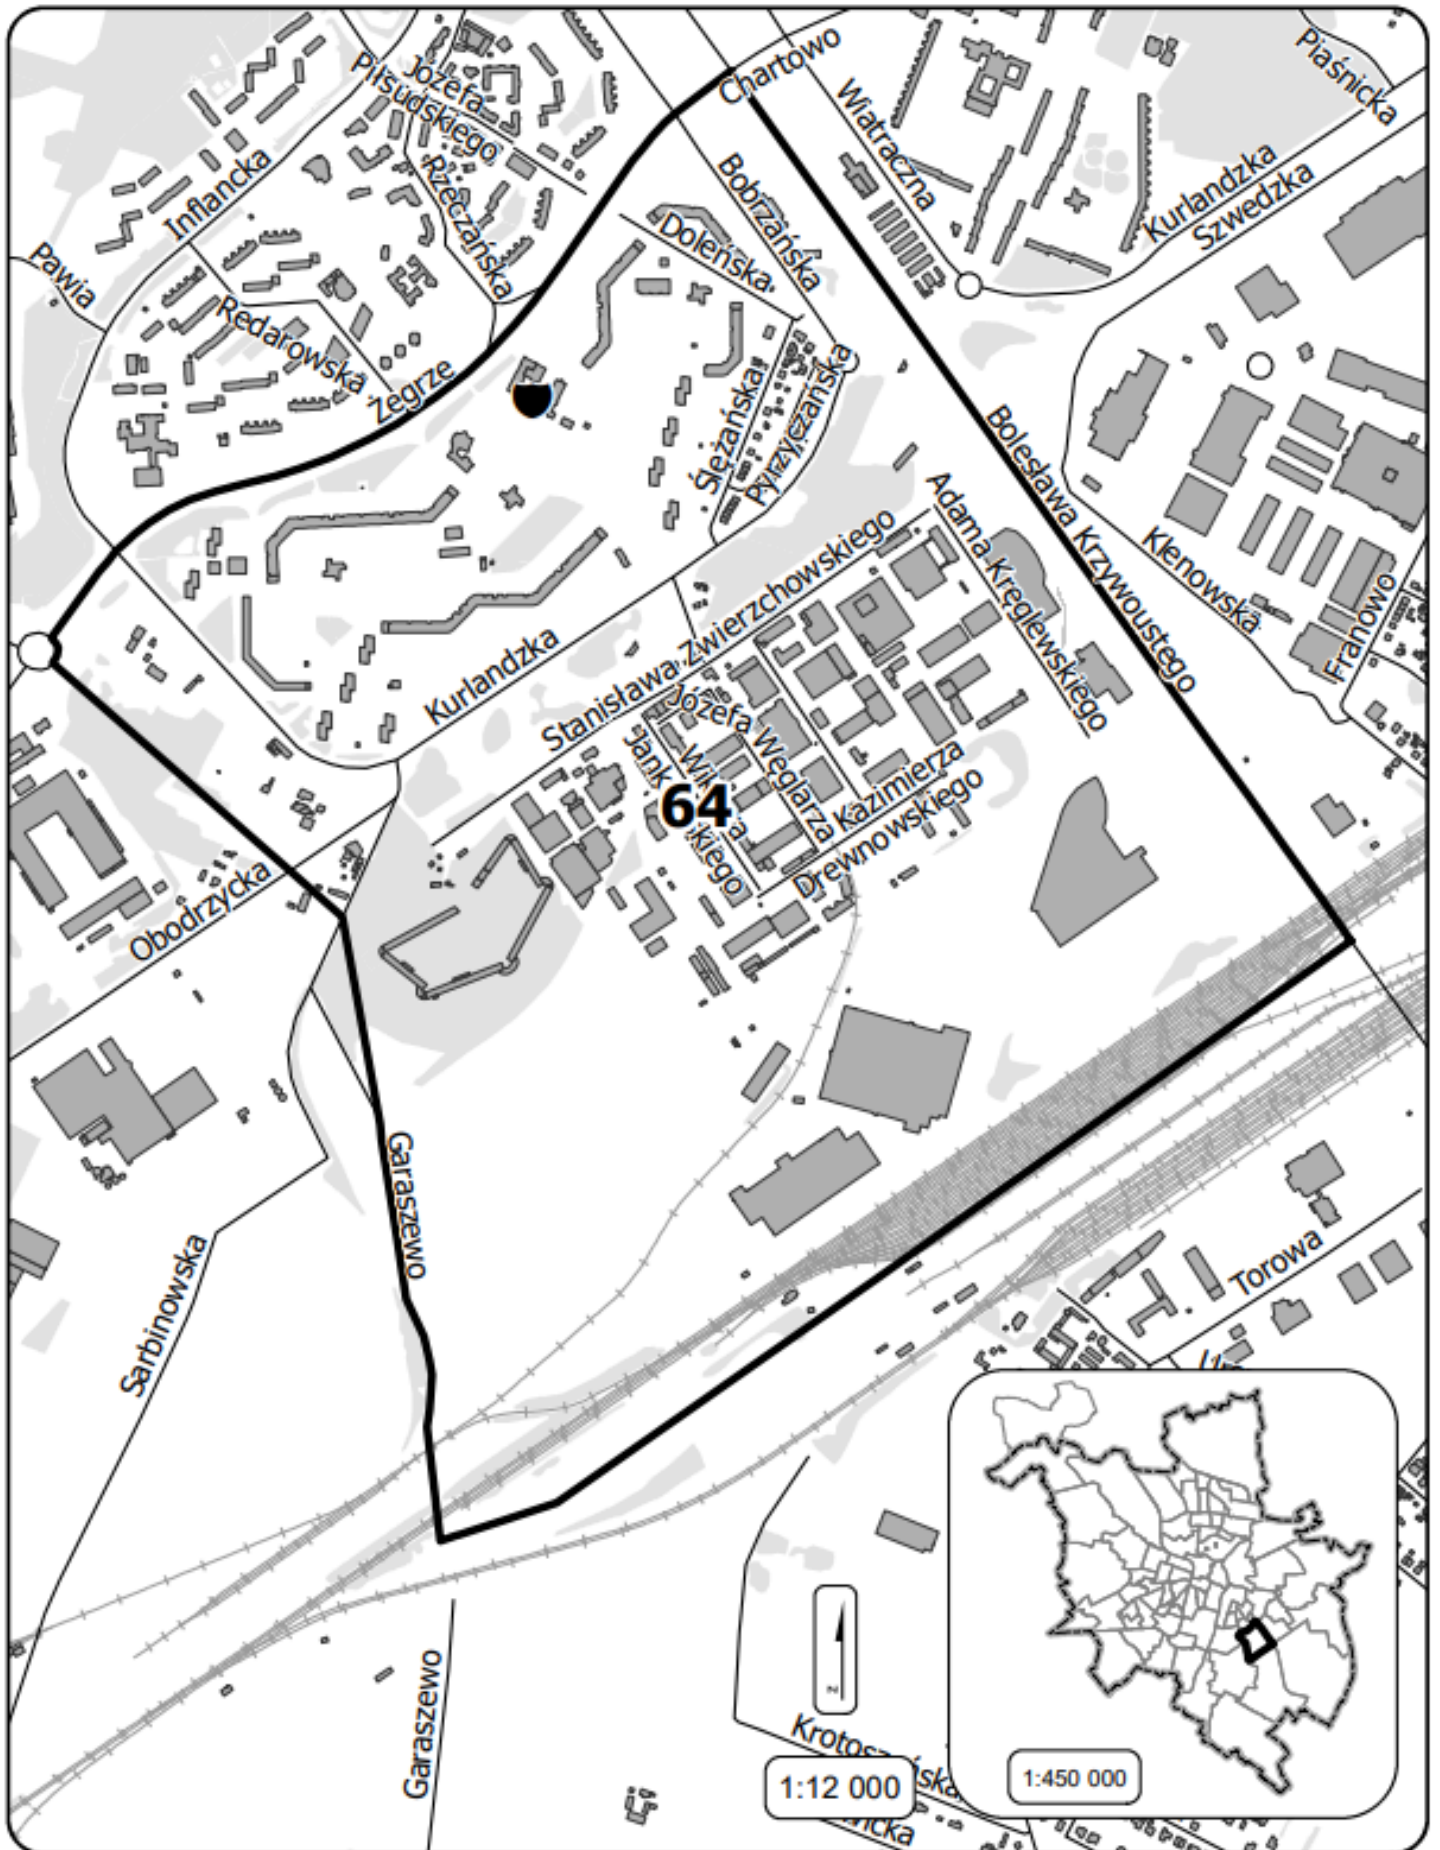 Chartowo
Piaśnicka
Józefa
Piłsudskiego
Wiatraczna
Inflancka
Rzeczańska
Bobrzańska
Kurlandzka
Szwedzka
Pawia
Doleńska
Redarowska
Żegrze
Ślężańska
Pyrzyczańska
Bolesława Krzywoustego
Adama Kręglewskiego
Klenowska
Franowo
Stanisława Zwierzchowskiego
Kurlandzka
Józefa Węglarza
64
Kazimierza
Drewnowskiego
Obodrzycka
Garaszewo
Sarbinowska
Torowa
Garaszewo
N
1:12 000
1:450 000